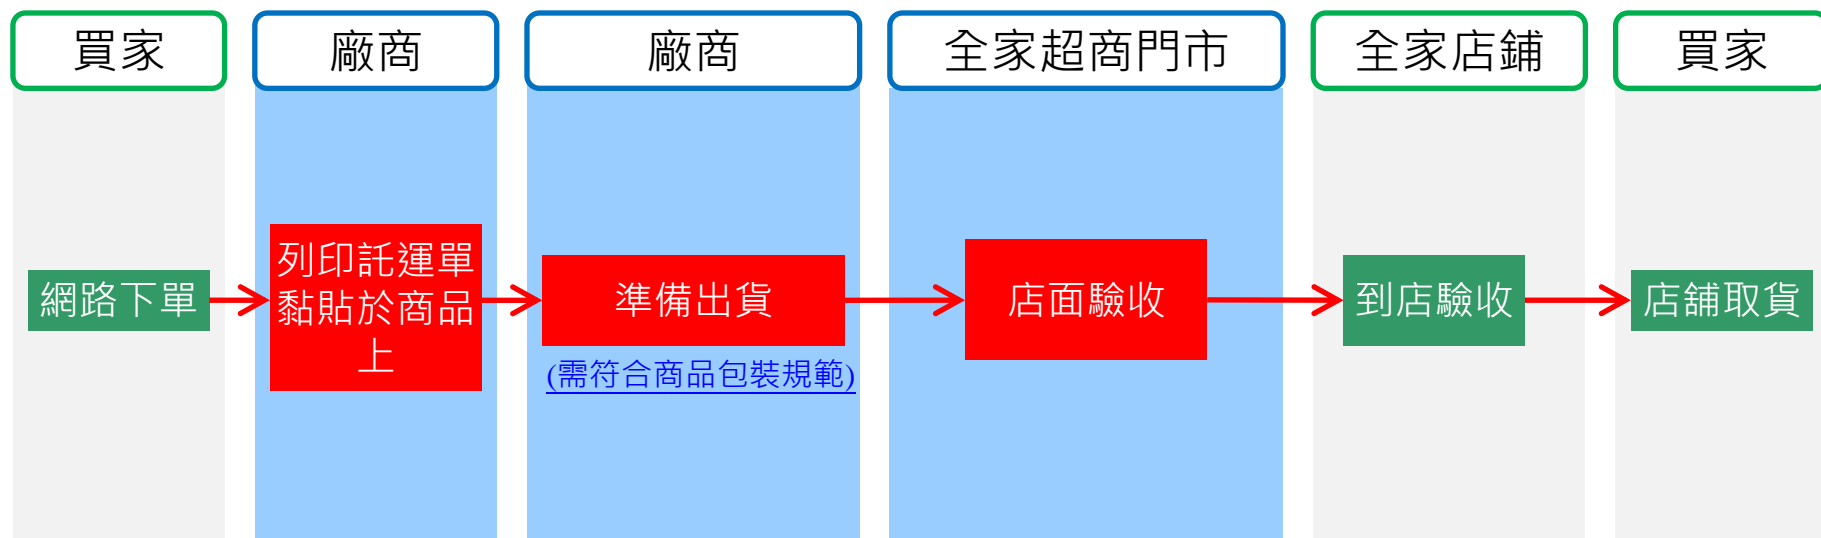 買家
廠商
廠商
全家超商門市
全家店鋪
買家
網路下單
列印託運單
黏貼於商品
上
準備出貨
(需符合商品包裝規範)
店面驗收
到店驗收
店舖取貨